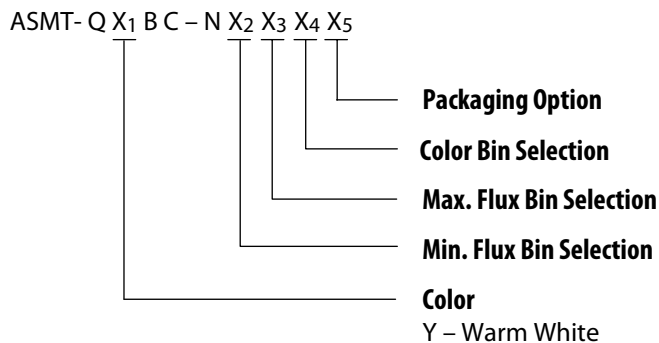 ASMT- Q X1 B C – N X2 X3 X4 X5
Packaging Option
Color Bin Selection
Max. Flux Bin Selection
Min. Flux Bin Selection
Color
Y – Warm White